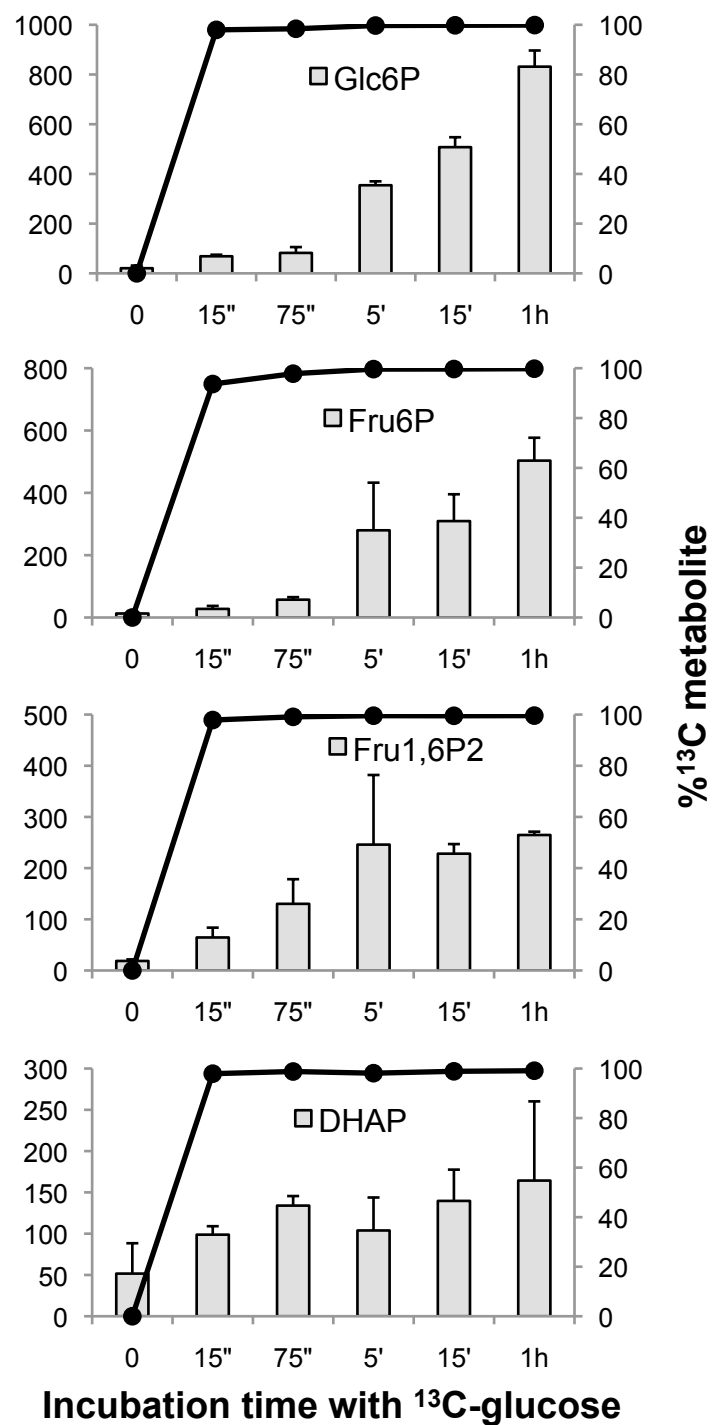 1000 100
800 80
600 60
400 40
200 20
0 0
Glc6P
0 15" 75" 5' 15' 1h
800 100
600 80
400 60
200 40
0 20
0
Fru6P
0 15" 75" 5' 15' 1h
500 100
400 80
300 60
200 40
100 20
0 0
Fru1,6P2
0 15" 75" 5' 15' 1h
300 100
250 80
200 60
150 40
100 20
50 0
0
DHAP
0 15" 75" 5' 15' 1h
%¹³C metabolite
Incubation time with ¹³C-glucose